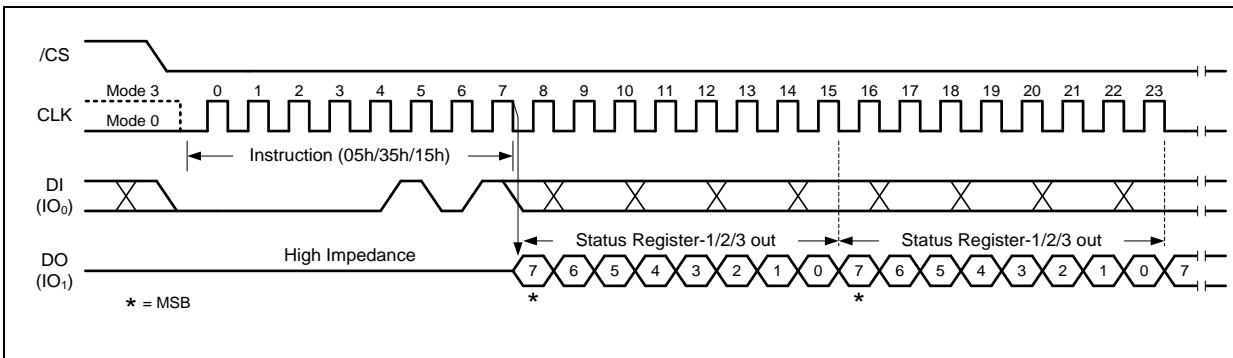 /CS
Mode 3
0 1 2 3 4 5 6 7 8 9 10 11 12 13 14 15 16 17 18 19 20 21 22 23
CLK
Mode 0
Instruction (05h/35h/15h)
DI
(IO₀)
Status Register-1/2/3 out Status Register-1/2/3 out
High Impedance
DO
(IO₁)
7 6 5 4 3 2 1 0 7 6 5 4 3 2 1 0 7
* *
* = MSB